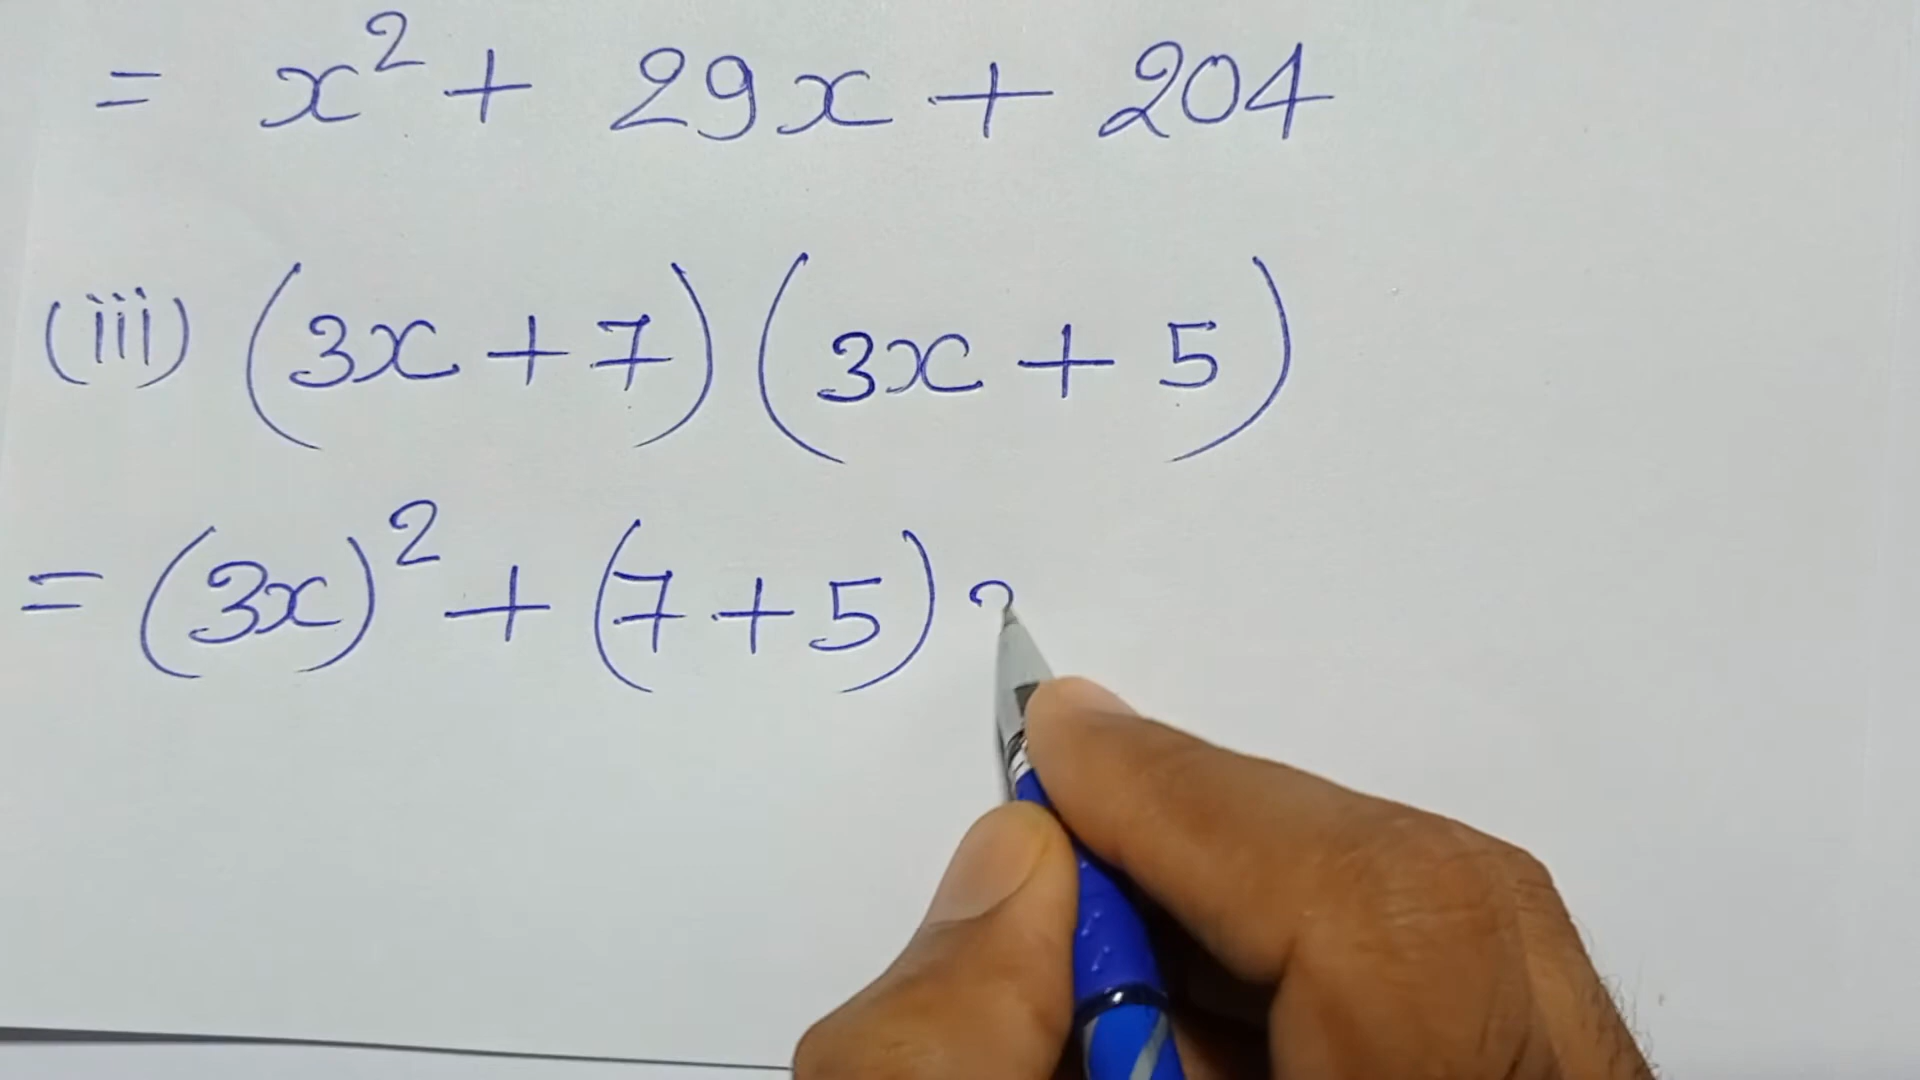 = x² + 29x + 204
(iii) (3x + 7) (3x + 5)
= (3x)² + (7 + 5)